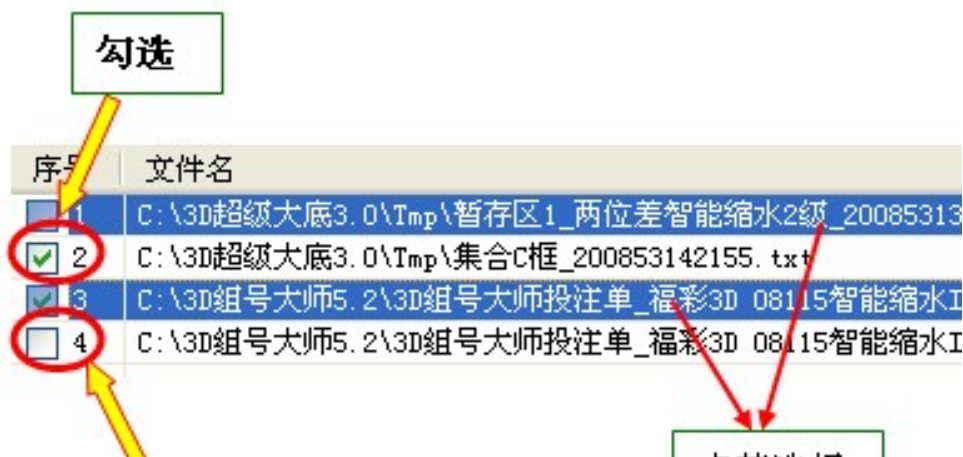 勾选
序号 文件名
1 C:\3D超级大底3.0\Tmp\暂存区1_两位差智能缩水2级_20085313
2 C:\3D超级大底3.0\Tmp\集合C框_200853142155.txt
3 C:\3D组号大师5.2\3D组号大师投注单_福彩3D 08115智能缩水I
4 C:\3D组号大师5.2\3D组号大师投注单_福彩3D 08115智能缩水I